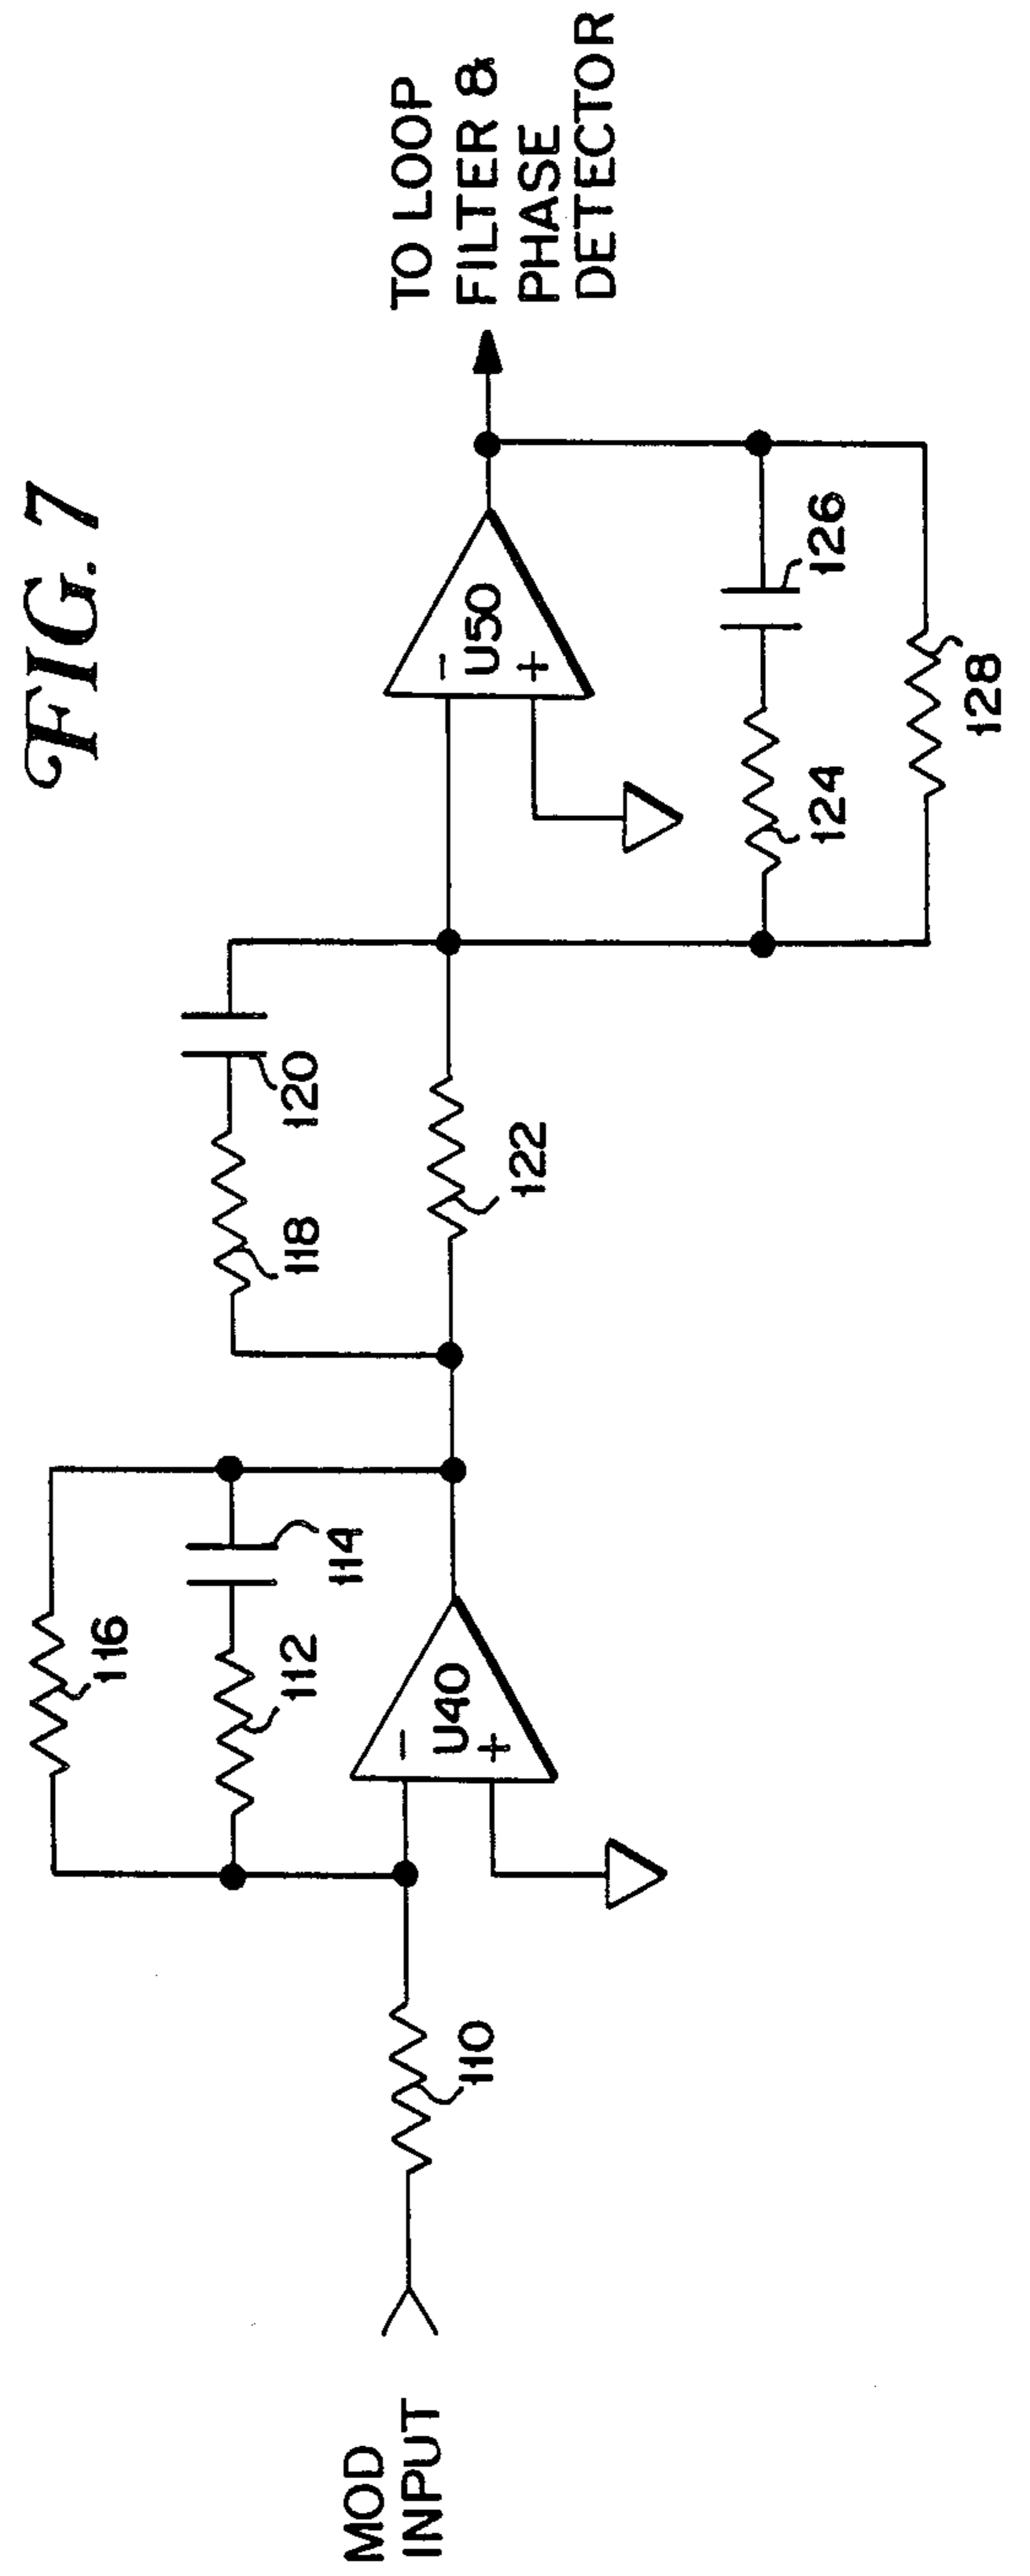 FIG. 7
MOD
INPUT
110
116
112
114
U40
−
+
118
120
122
U50
−
+
124
126
128
TO LOOP
FILTER &
PHASE
DETECTOR